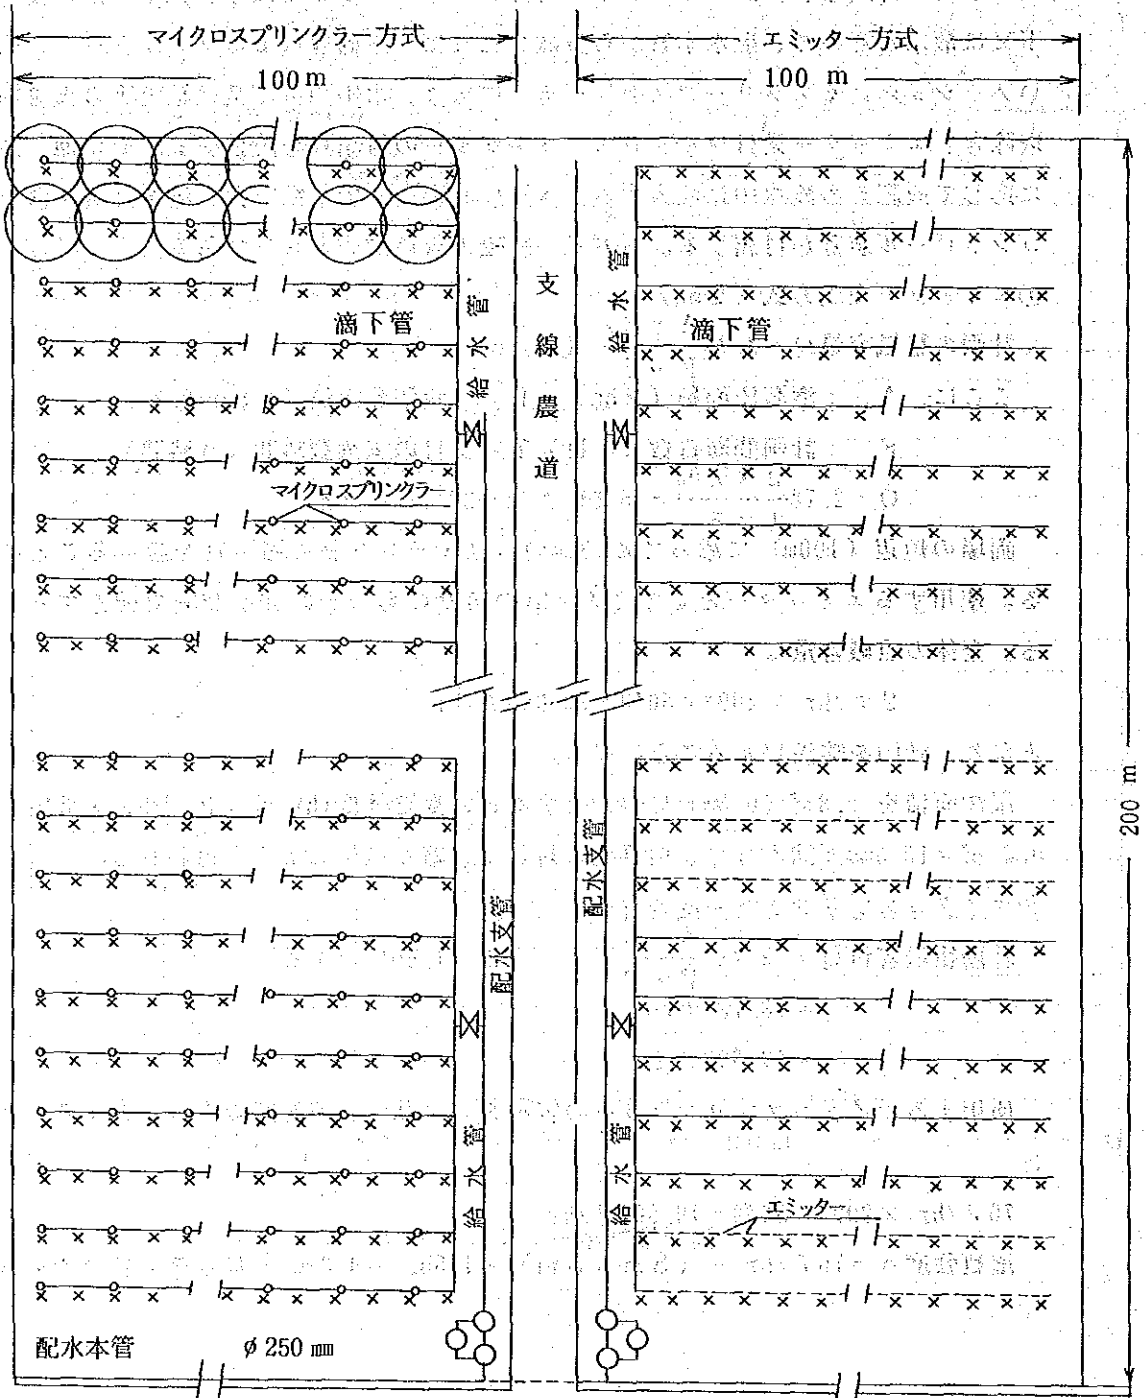 マイクロスプリンクラー方式
エミッター方式
100m
100 m
支線農道
給水管
給水管
滴下管
滴下管
マイクロスプリンクラー
200 m
配水支管
配水支管
給水管
給水管
エミッター
配水本管 φ250 ㎜